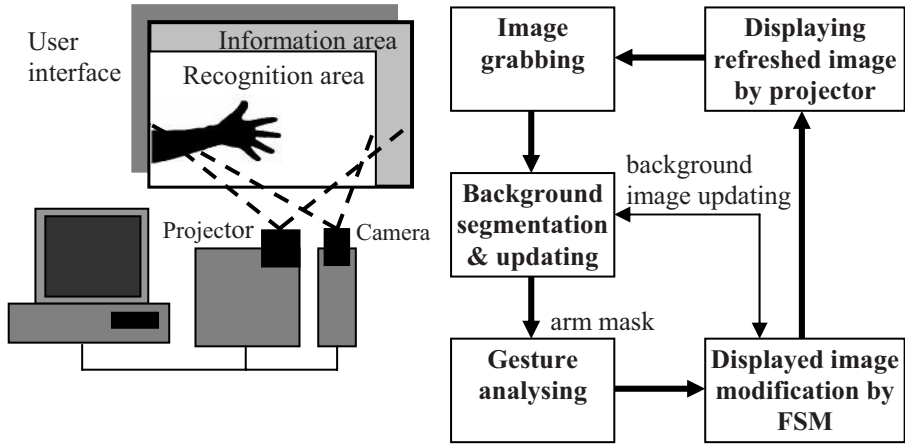 User
interface
Information area
Recognition area
Projector
Camera
Image
grabbing
Displaying
refreshed image
by projector
background
image updating
Background
segmentation
& updating
arm mask
Gesture
analysing
Displayed image
modification by
FSM